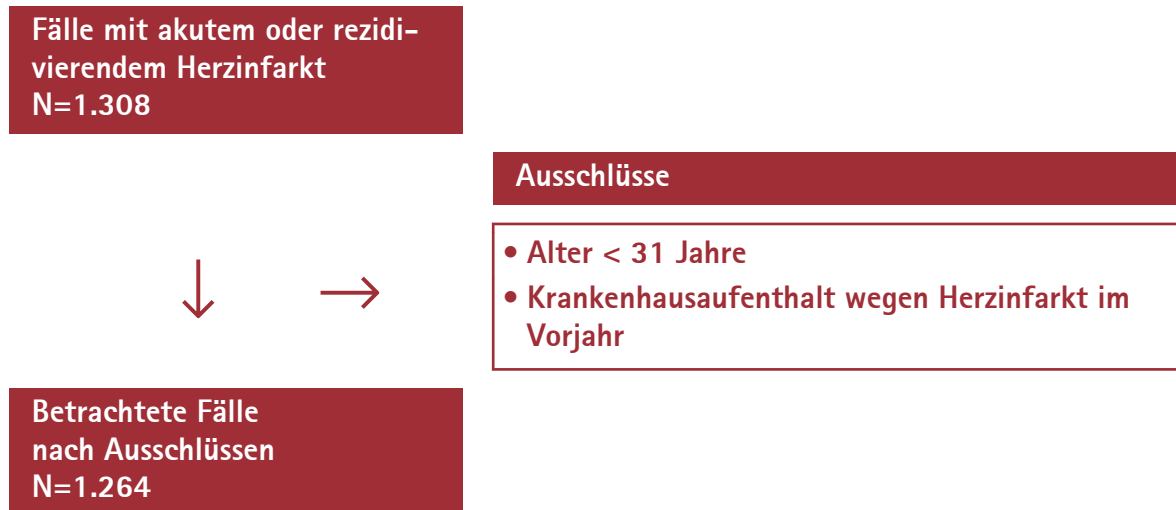 Fälle mit akutem oder rezidi-
vierendem Herzinfarkt
N=1.308
Ausschlüsse
• Alter < 31 Jahre
• Krankenhausaufenthalt wegen Herzinfarkt im
Vorjahr
Betrachtete Fälle
nach Ausschlüssen
N=1.264